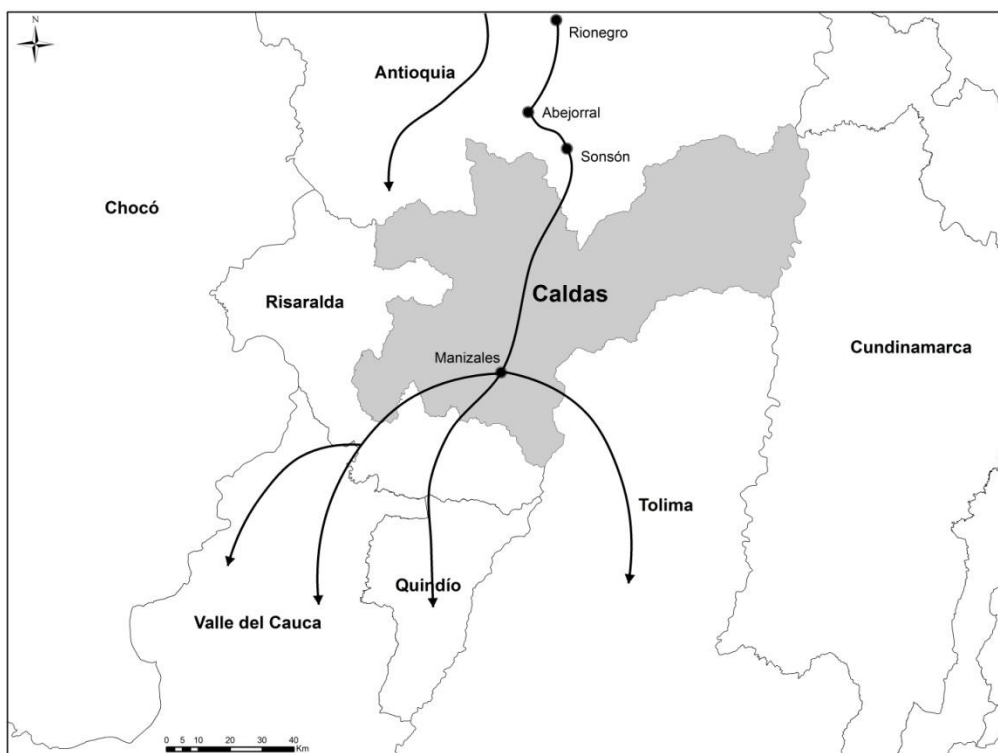 N
Rionegro
Antioquia
Abejorral
Sonsón
Chocó
Risaralda
Caldas
Cundinamarca
Manizales
Tolima
Quindío
Valle del Cauca
0 5 10 20 30 40
Km